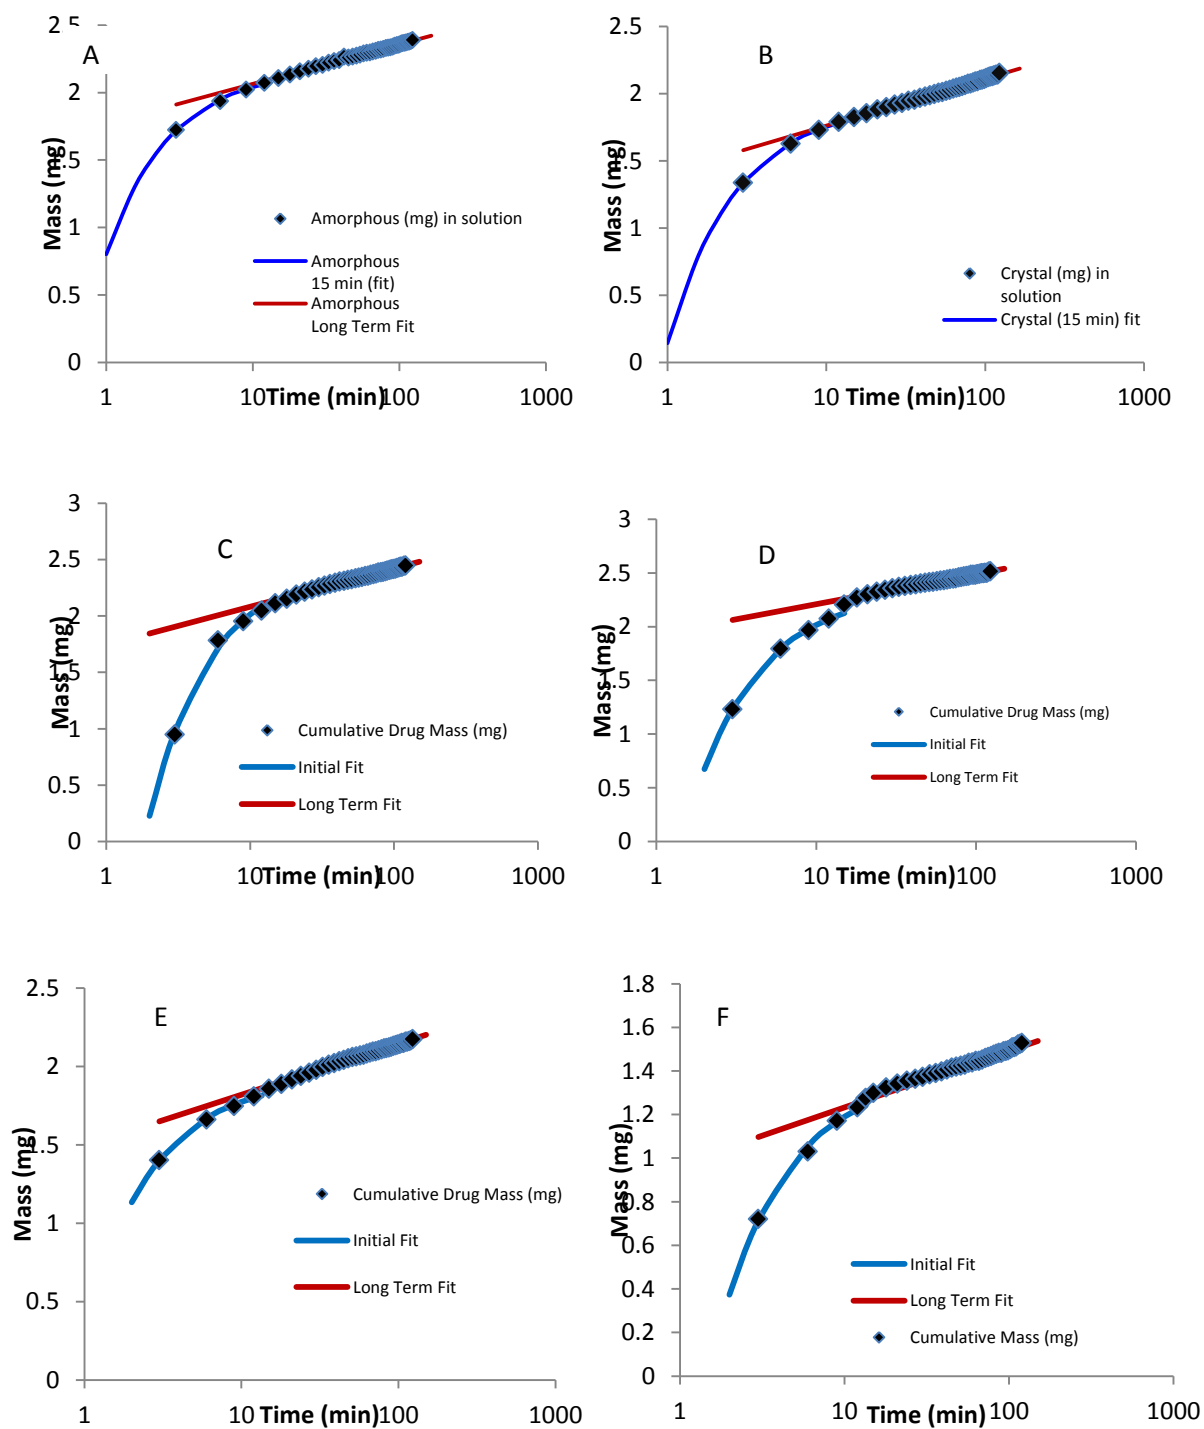 A
2.5
2
1.5
1
0.5
0
Mass (mg)
Amorphous (mg) in solution
Amorphous
15 min (fit)
Amorphous
Long Term Fit
1
10
100
1000
Time (min)
B
2.5
2
1.5
1
0.5
0
Mass (mg)
Crystal (mg) in
solution
Crystal (15 min) fit
1
10
100
1000
Time (min)
C
3
2.5
2
1.5
1
0.5
0
Mass (mg)
Cumulative Drug Mass (mg)
Initial Fit
Long Term Fit
1
10
100
1000
Time (min)
D
3
2.5
2
1.5
1
0.5
0
Mass (mg)
Cumulative Drug Mass (mg)
Initial Fit
Long Term Fit
1
10
100
1000
Time (min)
E
2.5
2
1.5
1
0.5
0
Mass (mg)
Cumulative Drug Mass (mg)
Initial Fit
Long Term Fit
1
10
100
1000
Time (min)
F
1.8
1.6
1.4
1.2
1
0.8
0.6
0.4
0.2
0
Mass (mg)
Initial Fit
Long Term Fit
Cumulative Mass (mg)
1
10
100
1000
Time (min)